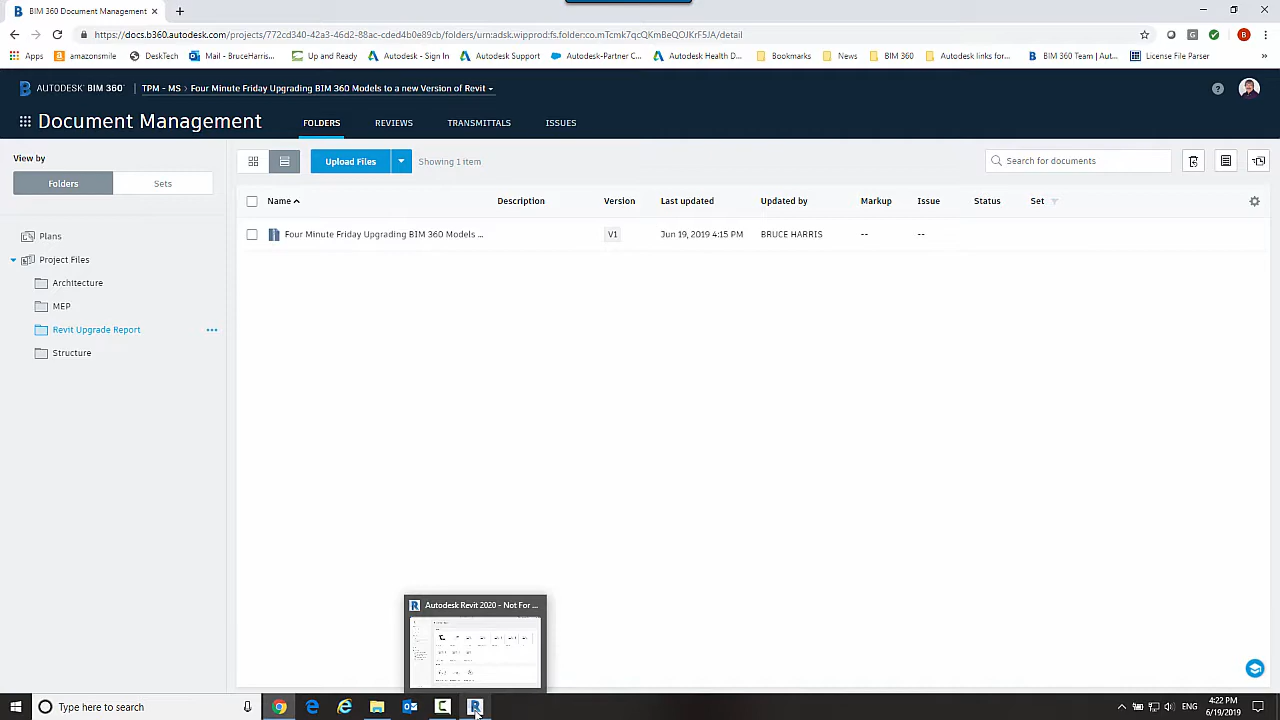 BIM 360 Document Management
https://docs.b360.autodesk.com/projects/772cd340-42a3-46d2-88ac-cded4b0e89cb/folders/urn:adsk.wipprod:fs.folder:co.mTcmk7qcQKmBeQOJKrF5JA/detail
Apps amazonsmile DeskTech Mail - BruceHarris... Up and Ready Autodesk - Sign In Autodesk Support Autodesk-Partner C... Autodesk Health D... Bookmarks News BIM 360 Autodesk links for... BIM 360 Team | Aut... License File Parser
AUTODESK® BIM 360° TPM - MS > Four Minute Friday Upgrading BIM 360 Models to a new Version of Revit
Document Management FOLDERS REVIEWS TRANSMITTALS ISSUES
View by
Folders Sets
Upload Files Showing 1 item Search for documents
Name Description Version Last updated Updated by Markup Issue Status Set
Four Minute Friday Upgrading BIM 360 Models ... V1 Jun 19, 2019 4:15 PM BRUCE HARRIS -- --
Plans
Project Files
Architecture
MEP
Revit Upgrade Report
Structure
Autodesk Revit 2020 - Not For ...
Type here to search
ENG
4:22 PM
6/19/2019